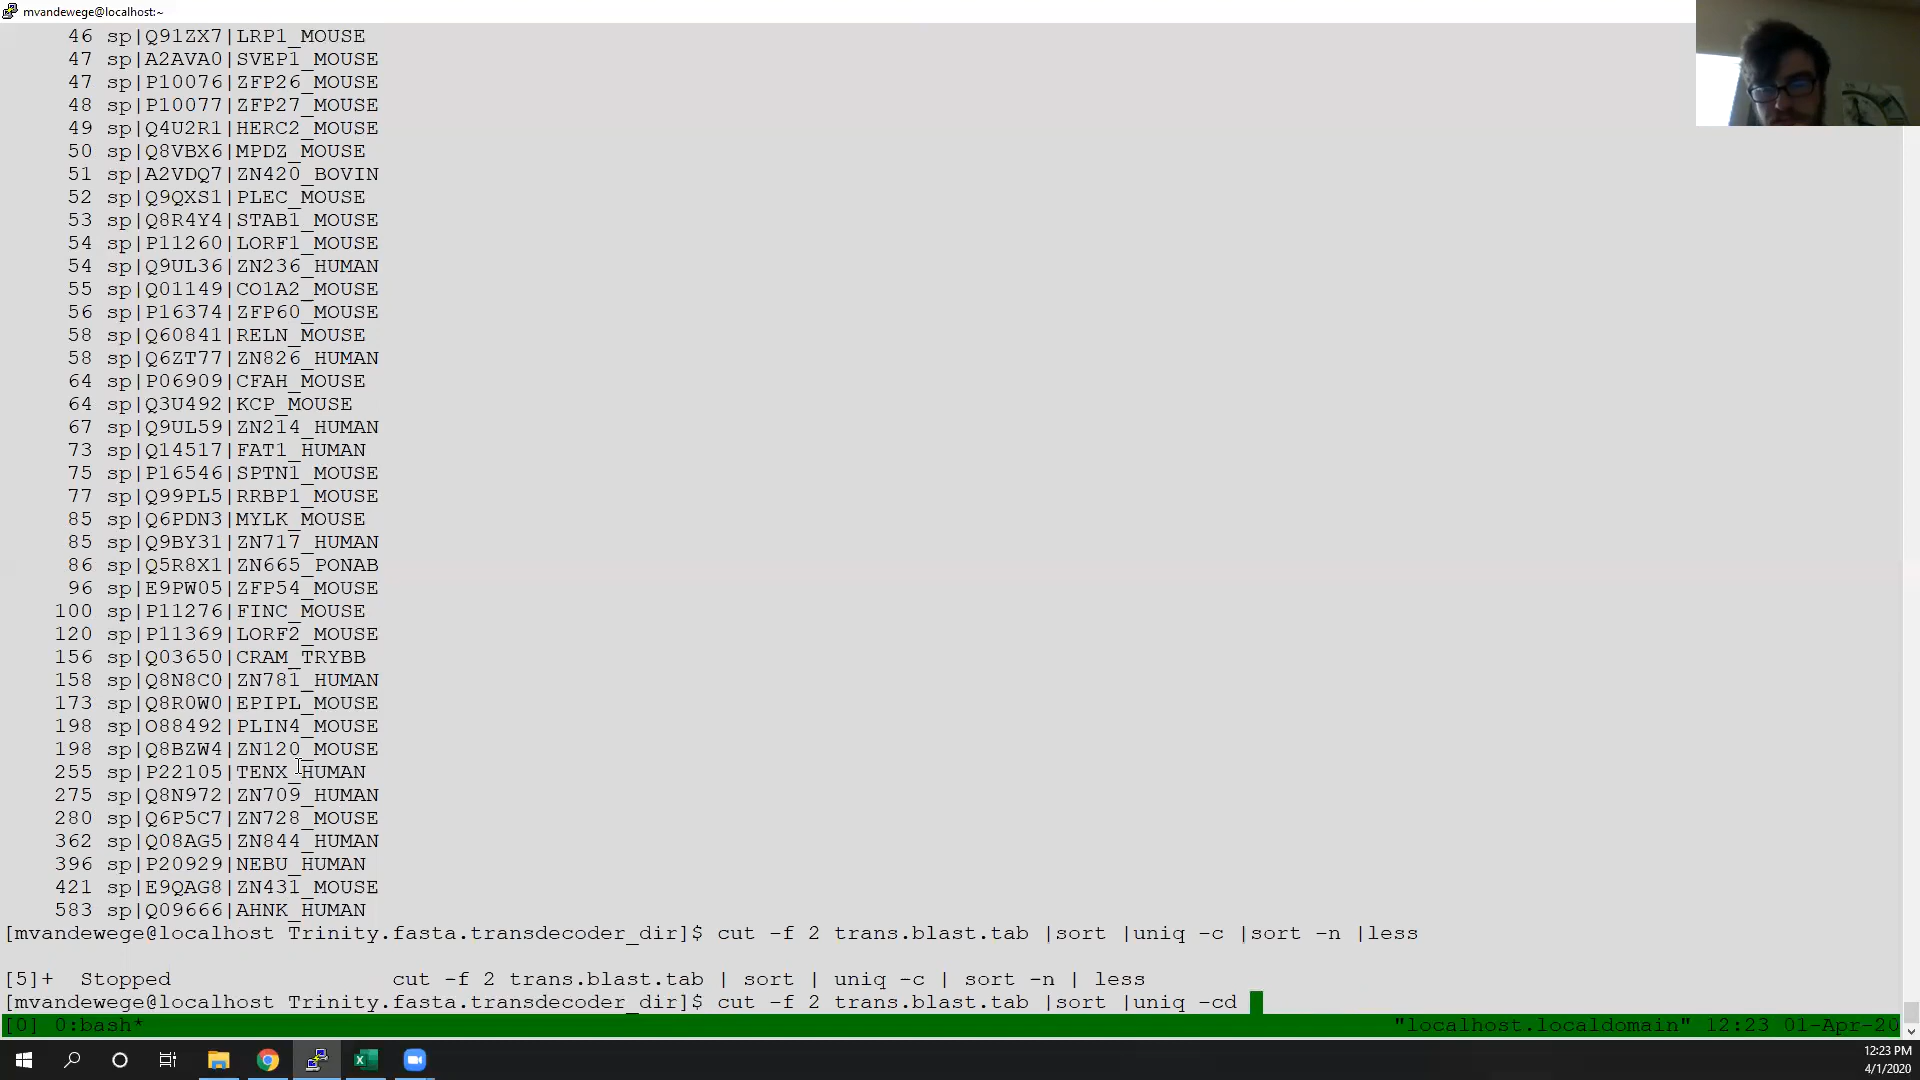 mvandewege@localhost:~
46 sp|Q91ZX7|LRP1_MOUSE
47 sp|A2AVA0|SVEP1_MOUSE
47 sp|P10076|ZFP26_MOUSE
48 sp|P10077|ZFP27_MOUSE
49 sp|Q4U2R1|HERC2_MOUSE
50 sp|Q8VBX6|MPDZ_MOUSE
51 sp|A2VDQ7|ZN420_BOVIN
52 sp|Q9QXS1|PLEC_MOUSE
53 sp|Q8R4Y4|STAB1_MOUSE
54 sp|P11260|LORF1_MOUSE
54 sp|Q9UL36|ZN236_HUMAN
55 sp|Q01149|CO1A2_MOUSE
56 sp|P16374|ZFP60_MOUSE
58 sp|Q60841|RELN_MOUSE
58 sp|Q6ZT77|ZN826_HUMAN
64 sp|P06909|CFAH_MOUSE
64 sp|Q3U492|KCP_MOUSE
67 sp|Q9UL59|ZN214_HUMAN
73 sp|Q14517|FAT1_HUMAN
75 sp|P16546|SPTN1_MOUSE
77 sp|Q99PL5|RRBP1_MOUSE
85 sp|Q6PDN3|MYLK_MOUSE
85 sp|Q9BY31|ZN717_HUMAN
86 sp|Q5R8X1|ZN665_PONAB
96 sp|E9PW05|ZFP54_MOUSE
100 sp|P11276|FINC_MOUSE
120 sp|P11369|LORF2_MOUSE
156 sp|Q03650|CRAM_TRYBB
158 sp|Q8N8C0|ZN781_HUMAN
173 sp|Q8R0W0|EPIPL_MOUSE
198 sp|O88492|PLIN4_MOUSE
198 sp|Q8BZW4|ZN120_MOUSE
255 sp|P22105|TENX_HUMAN
275 sp|Q8N972|ZN709_HUMAN
280 sp|Q6P5C7|ZN728_MOUSE
362 sp|Q08AG5|ZN844_HUMAN
396 sp|P20929|NEBU_HUMAN
421 sp|E9QAG8|ZN431_MOUSE
583 sp|Q09666|AHNK_HUMAN
[mvandewege@localhost Trinity.fasta.transdecoder_dir]$ cut -f 2 trans.blast.tab |sort |uniq -c |sort -n |less
[5]+  Stopped                 cut -f 2 trans.blast.tab | sort | uniq -c | sort -n | less
[mvandewege@localhost Trinity.fasta.transdecoder_dir]$ cut -f 2 trans.blast.tab |sort |uniq -cd
[0] 0:bash* "localhost.localdomain" 12:23 01-Apr-20
12:23 PM
4/1/2020